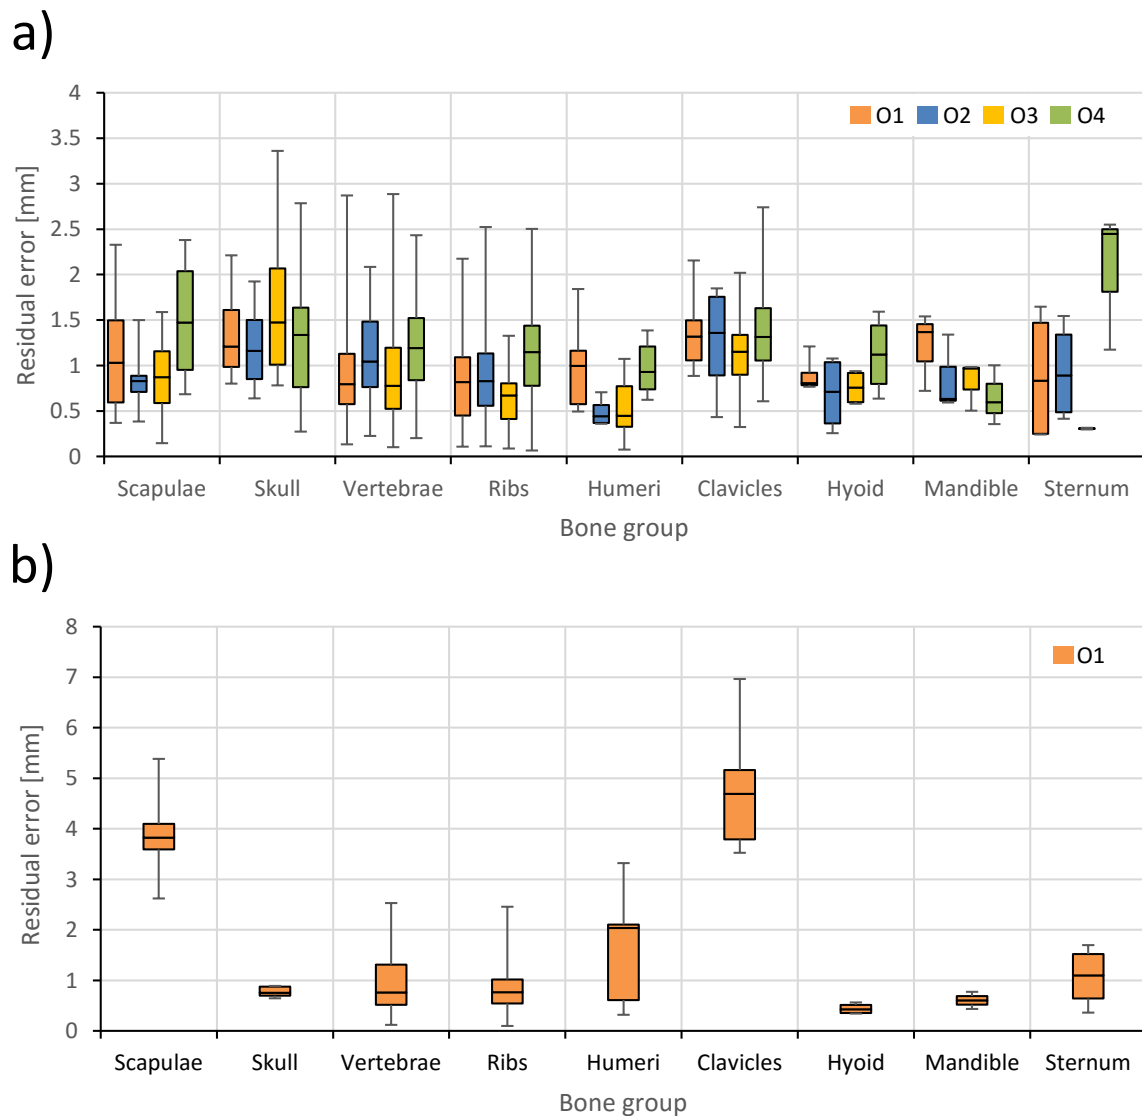 a)
4
3.5
3
2.5
2
1.5
1
0.5
0
Residual error [mm]
O1 O2 O3 O4
Scapulae Skull Vertebrae Ribs Humeri Clavicles Hyoid Mandible Sternum
Bone group
b)
8
7
6
5
4
3
2
1
0
Residual error [mm]
O1
Scapulae Skull Vertebrae Ribs Humeri Clavicles Hyoid Mandible Sternum
Bone group